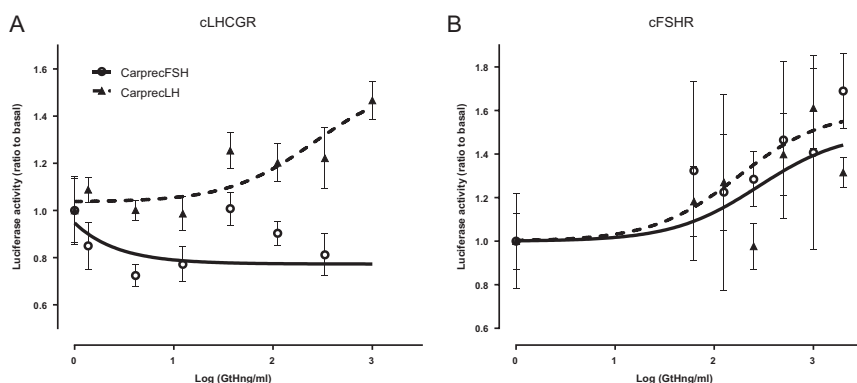 A
cLHCGR
1.6
1.4
1.2
1.0
0.8
0.6
Luciferase activity (ratio to basal)
CarprecFSH
CarprecLH
0
1
2
3
Log (GtHng/ml)
B
cFSHR
1.8
1.6
1.4
1.2
1.0
0.8
0.6
Luciferase activity (ratio to basal)
0
1
2
3
Log (GtHng/ml)